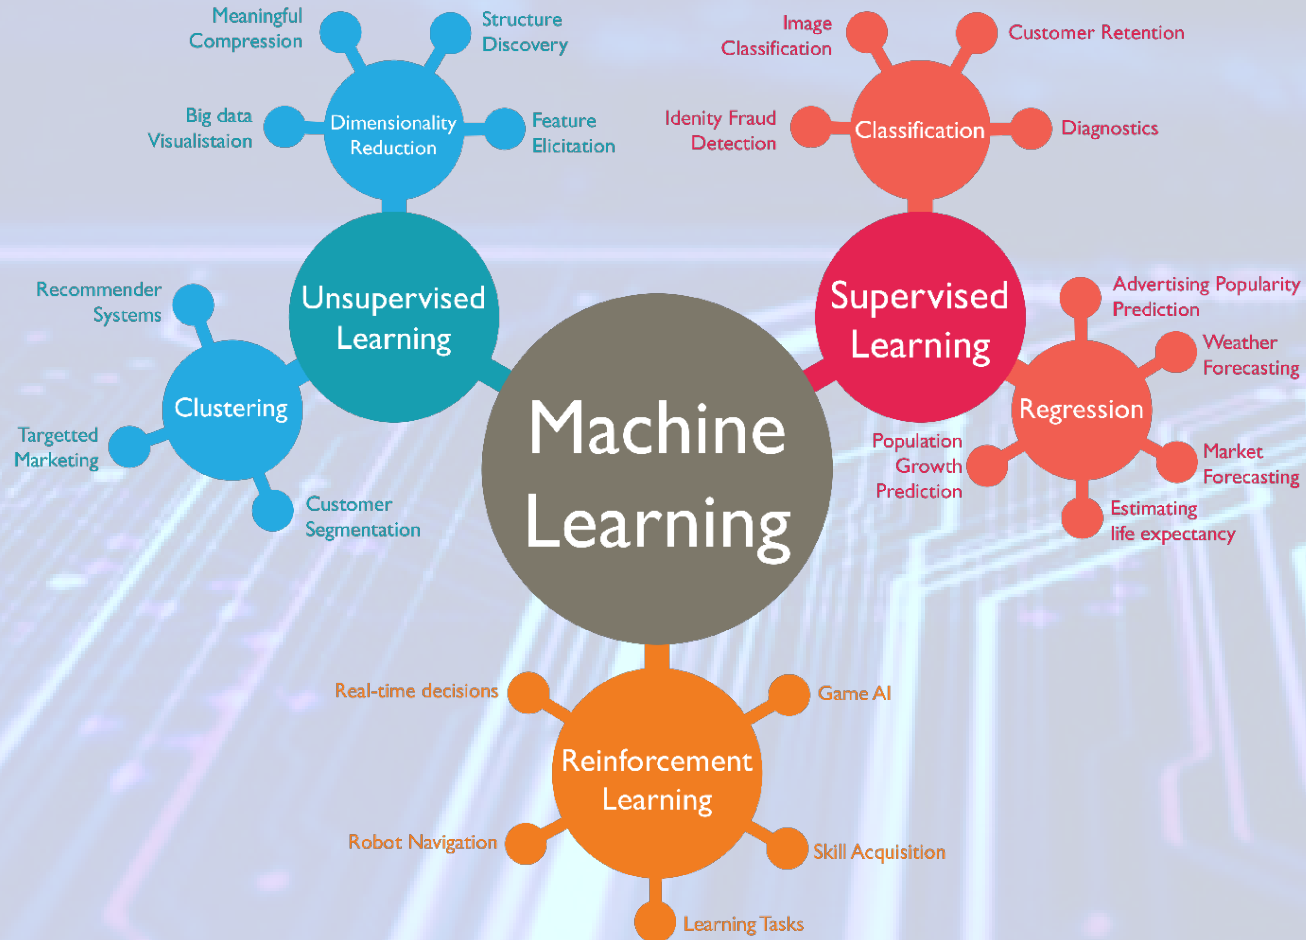 Meaningful
Compression
Structure
Discovery
Big data
Visualistaion
Dimensionality
Reduction
Feature
Elicitation
Unsupervised
Learning
Recommender
Systems
Clustering
Targetted
Marketing
Customer
Segmentation
Machine
Learning
Image
Classification
Customer Retention
Idenity Fraud
Detection
Classification
Diagnostics
Supervised
Learning
Advertising Popularity
Prediction
Weather
Forecasting
Regression
Population
Growth
Prediction
Market
Forecasting
Estimating
life expectancy
Real-time decisions
Game AI
Reinforcement
Learning
Robot Navigation
Skill Acquisition
Learning Tasks